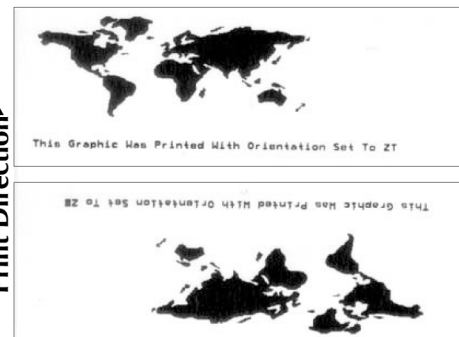 Print Direction
This Graphic Was Printed With Orientation Set To ZT
This Graphic Was Printed With Orientation Set To ZB